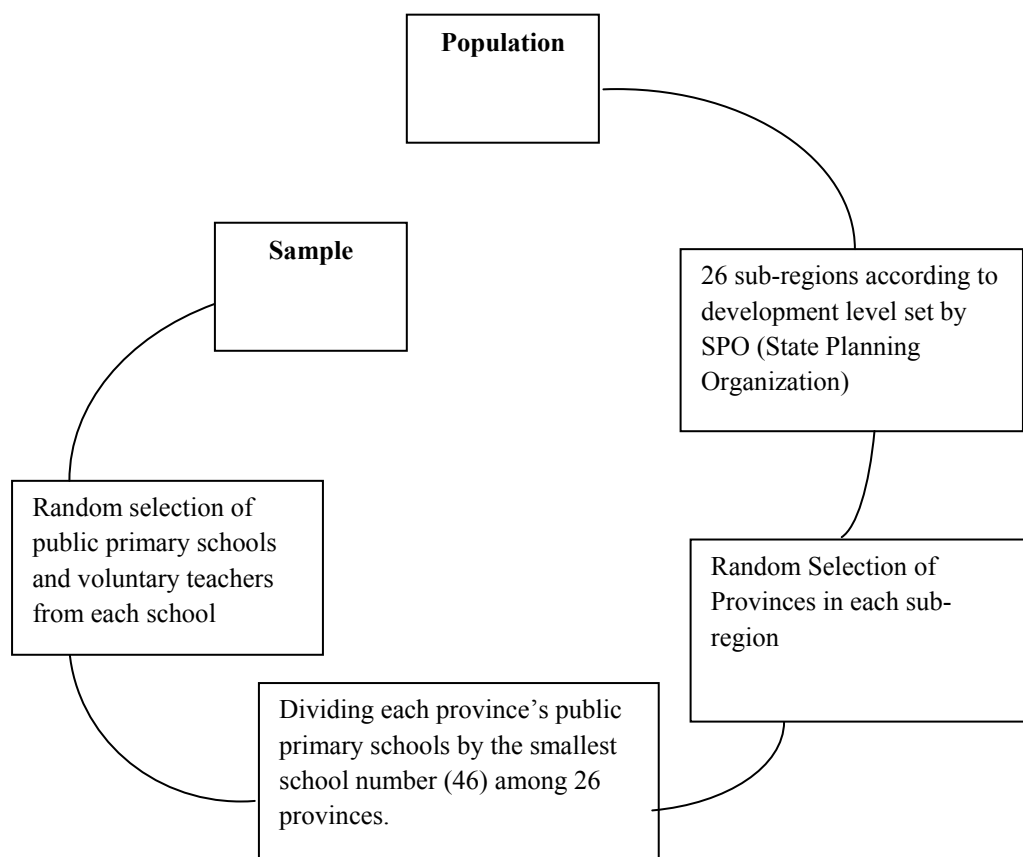 Population
Sample
26 sub-regions according to
development level set by
SPO (State Planning
Organization)
Random selection of
public primary schools
and voluntary teachers
from each school
Random Selection of
Provinces in each sub-
region
Dividing each province’s public
primary schools by the smallest
school number (46) among 26
provinces.